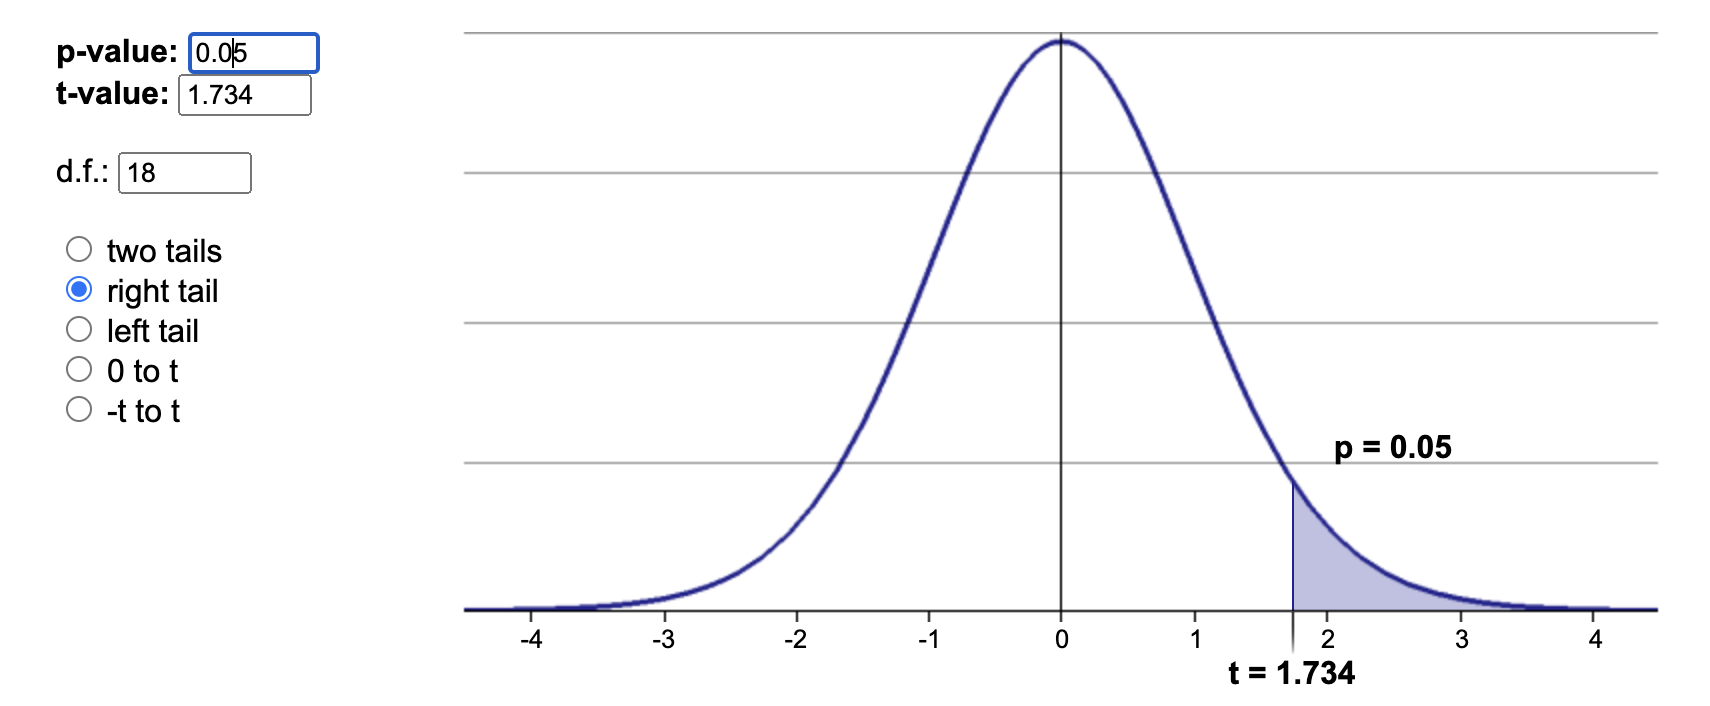 p-value: 0.05
t-value: 1.734
d.f.: 18
two tails
right tail
left tail
0 to t
-t to t
p = 0.05
-4 -3 -2 -1 0 1 2 3 4
t = 1.734